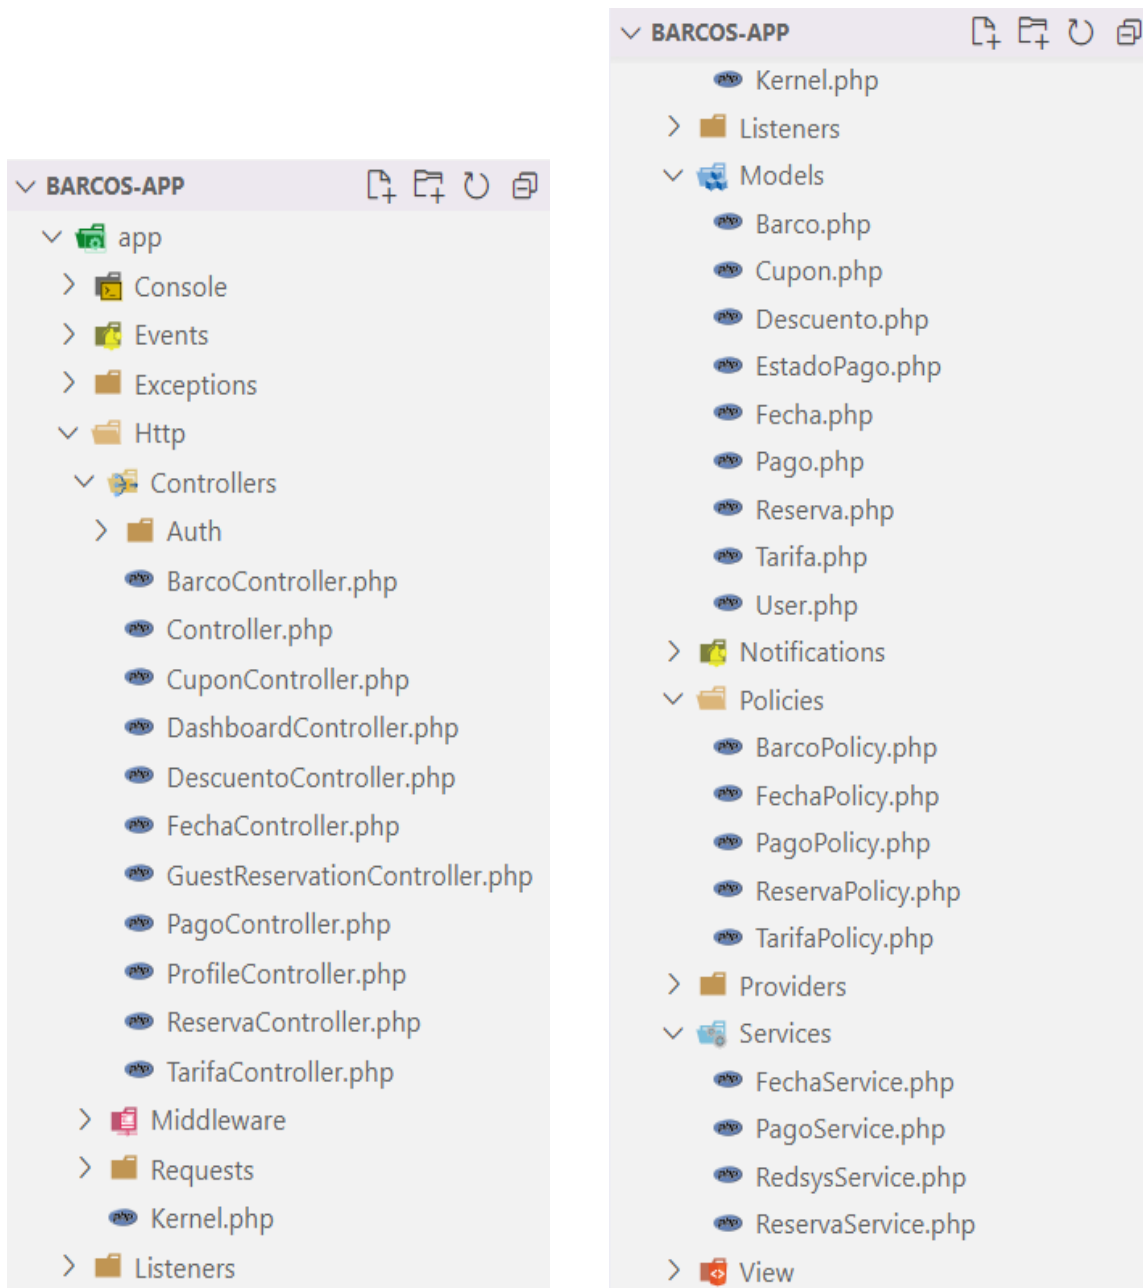 BARCOS-APP
app
Console
Events
Exceptions
Http
Controllers
Auth
BarcoController.php
Controller.php
CuponController.php
DashboardController.php
DescuentoController.php
FechaController.php
GuestReservationController.php
PagoController.php
ProfileController.php
ReservaController.php
TarifaController.php
Middleware
Requests
Kernel.php
Listeners
BARCOS-APP
Kernel.php
Listeners
Models
Barco.php
Cupon.php
Descuento.php
EstadoPago.php
Fecha.php
Pago.php
Reserva.php
Tarifa.php
User.php
Notifications
Policies
BarcoPolicy.php
FechaPolicy.php
PagoPolicy.php
ReservaPolicy.php
TarifaPolicy.php
Providers
Services
FechaService.php
PagoService.php
RedsysService.php
ReservaService.php
View